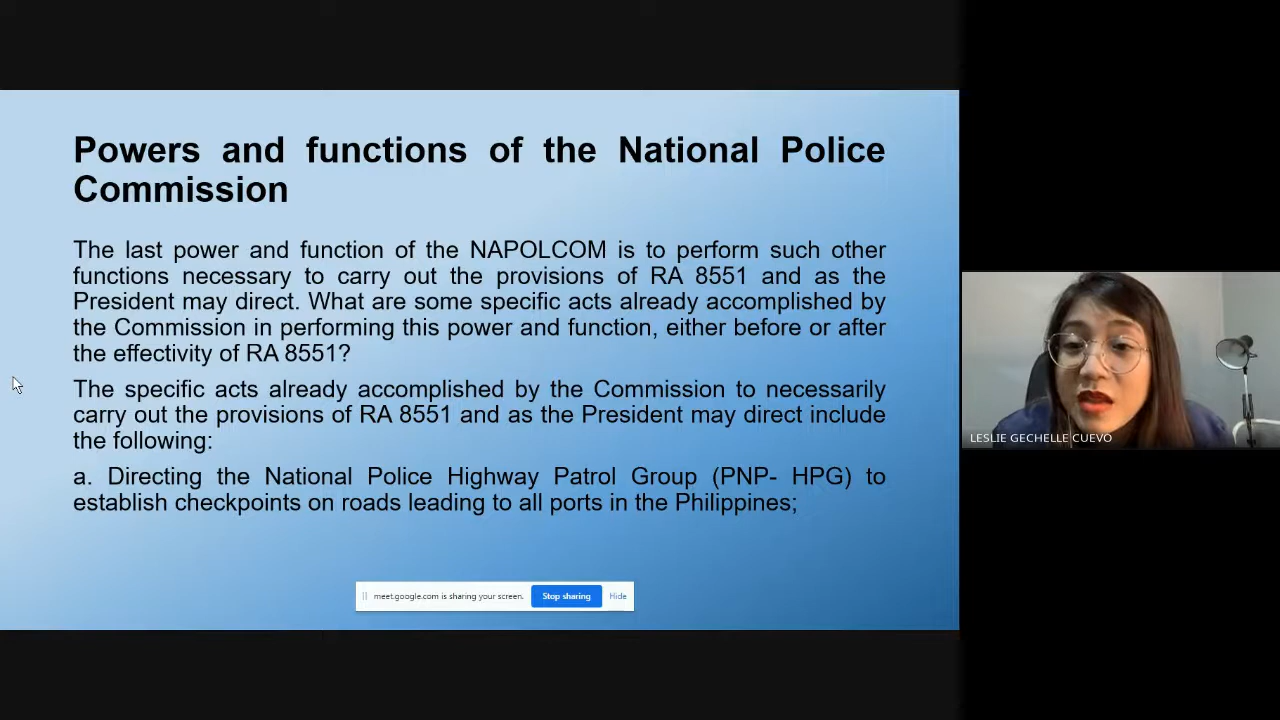 Powers and functions of the National Police
Commission
The last power and function of the NAPOLCOM is to perform such other
functions necessary to carry out the provisions of RA 8551 and as the
President may direct. What are some specific acts already accomplished by
the Commission in performing this power and function, either before or after
the effectivity of RA 8551?
The specific acts already accomplished by the Commission to necessarily
carry out the provisions of RA 8551 and as the President may direct include
the following:
a. Directing the National Police Highway Patrol Group (PNP- HPG) to
establish checkpoints on roads leading to all ports in the Philippines;
meet.google.com is sharing your screen. Stop sharing Hide
LESLIE GECHELLE CUEVO